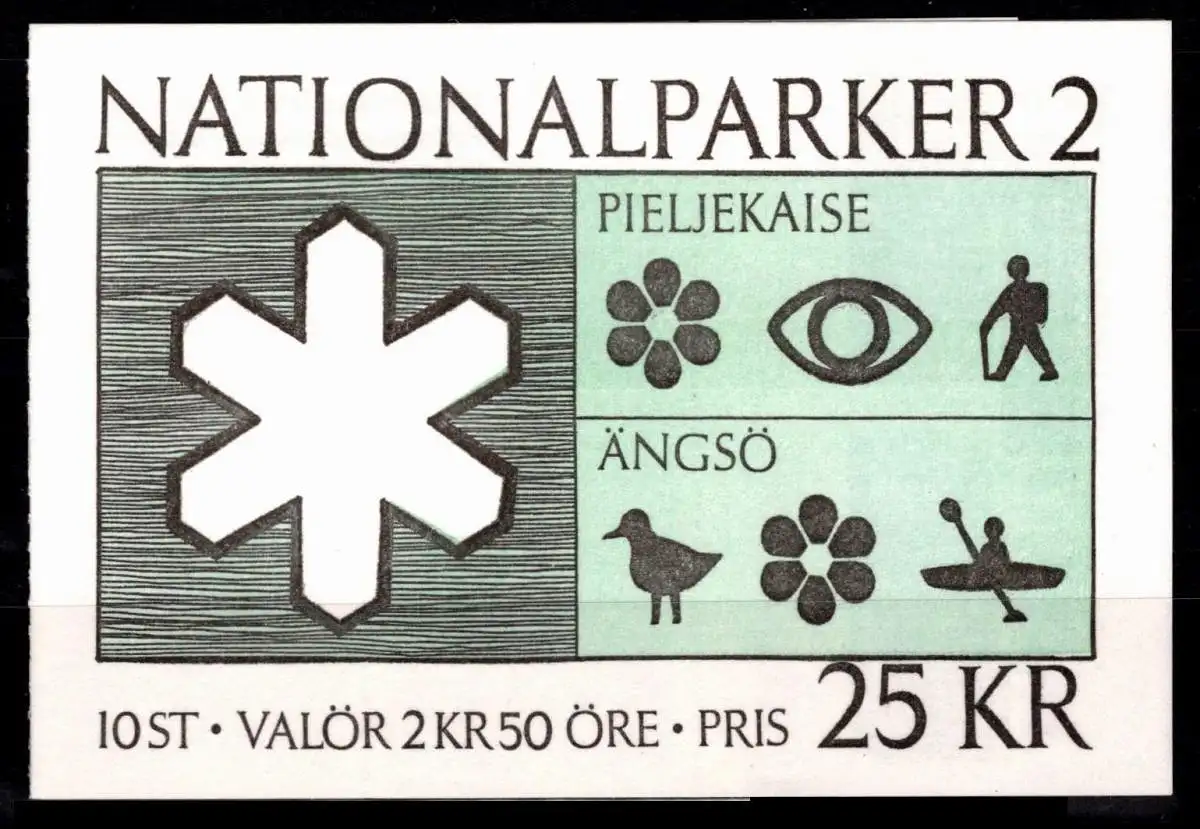 NATIONALPARKER 2
PIELJEKAISE
ÄNGSÖ
10 ST · VALÖR 2 KR 50 ÖRE · PRIS 25 KR